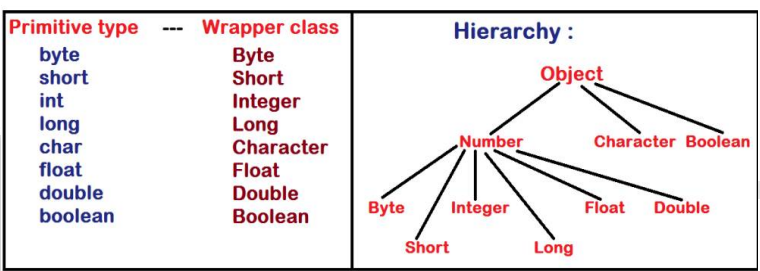 Primitive type --- Wrapper class
byte Byte
short Short
int Integer
long Long
char Character
float Float
double Double
boolean Boolean
Hierarchy :
Object
Number Character Boolean
Byte Integer Float Double
Short Long